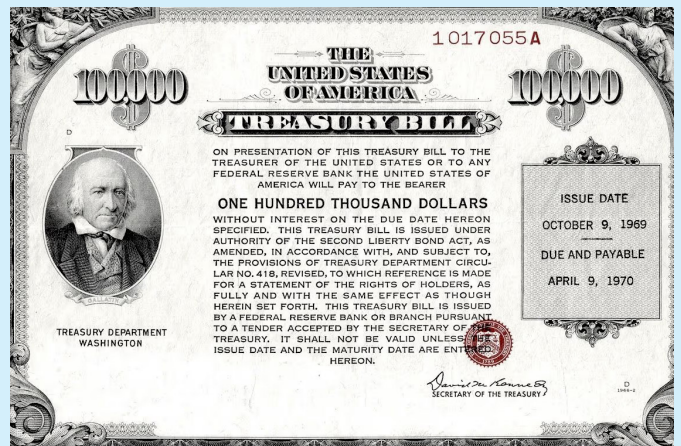 1017055A
100,000
THE
UNITED STATES
OF AMERICA
100,000
TREASURY BILL
D
ON PRESENTATION OF THIS TREASURY BILL TO THE
TREASURER OF THE UNITED STATES OR TO ANY
FEDERAL RESERVE BANK THE UNITED STATES OF
AMERICA WILL PAY TO THE BEARER
ONE HUNDRED THOUSAND DOLLARS
WITHOUT INTEREST ON THE DUE DATE HEREON
SPECIFIED. THIS TREASURY BILL IS ISSUED UNDER
AUTHORITY OF THE SECOND LIBERTY BOND ACT, AS
AMENDED, IN ACCORDANCE WITH, AND SUBJECT TO,
THE PROVISIONS OF TREASURY DEPARTMENT CIRCU-
LAR NO. 418, REVISED, TO WHICH REFERENCE IS MADE
FOR A STATEMENT OF THE RIGHTS OF HOLDERS, AS
FULLY AND WITH THE SAME EFFECT AS THOUGH
HEREIN SET FORTH. THIS TREASURY BILL IS ISSUED
BY A FEDERAL RESERVE BANK OR BRANCH PURSUANT
TO A TENDER ACCEPTED BY THE SECRETARY OF THE
TREASURY. IT SHALL NOT BE VALID UNLESS THE
ISSUE DATE AND THE MATURITY DATE ARE ENTERED
HEREON.
GALLATIN
TREASURY DEPARTMENT
WASHINGTON
ISSUE DATE
OCTOBER 9, 1969
DUE AND PAYABLE
APRIL 9, 1970
David M. Kennedy
SECRETARY OF THE TREASURY
D